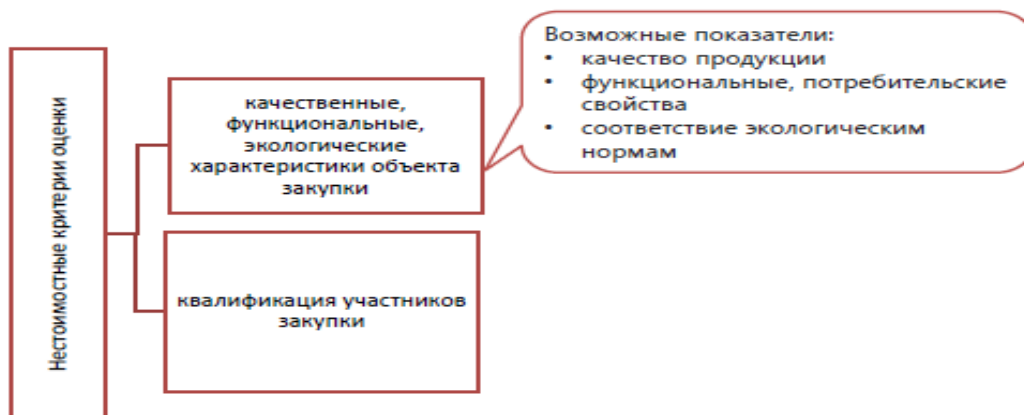 Нестоимостные критерии оценки
качественные,
функциональные,
экологические
характеристики объекта
закупки
Возможные показатели:
• качество продукции
• функциональные, потребительские
свойства
• соответствие экологическим
нормам
квалификация участников
закупки